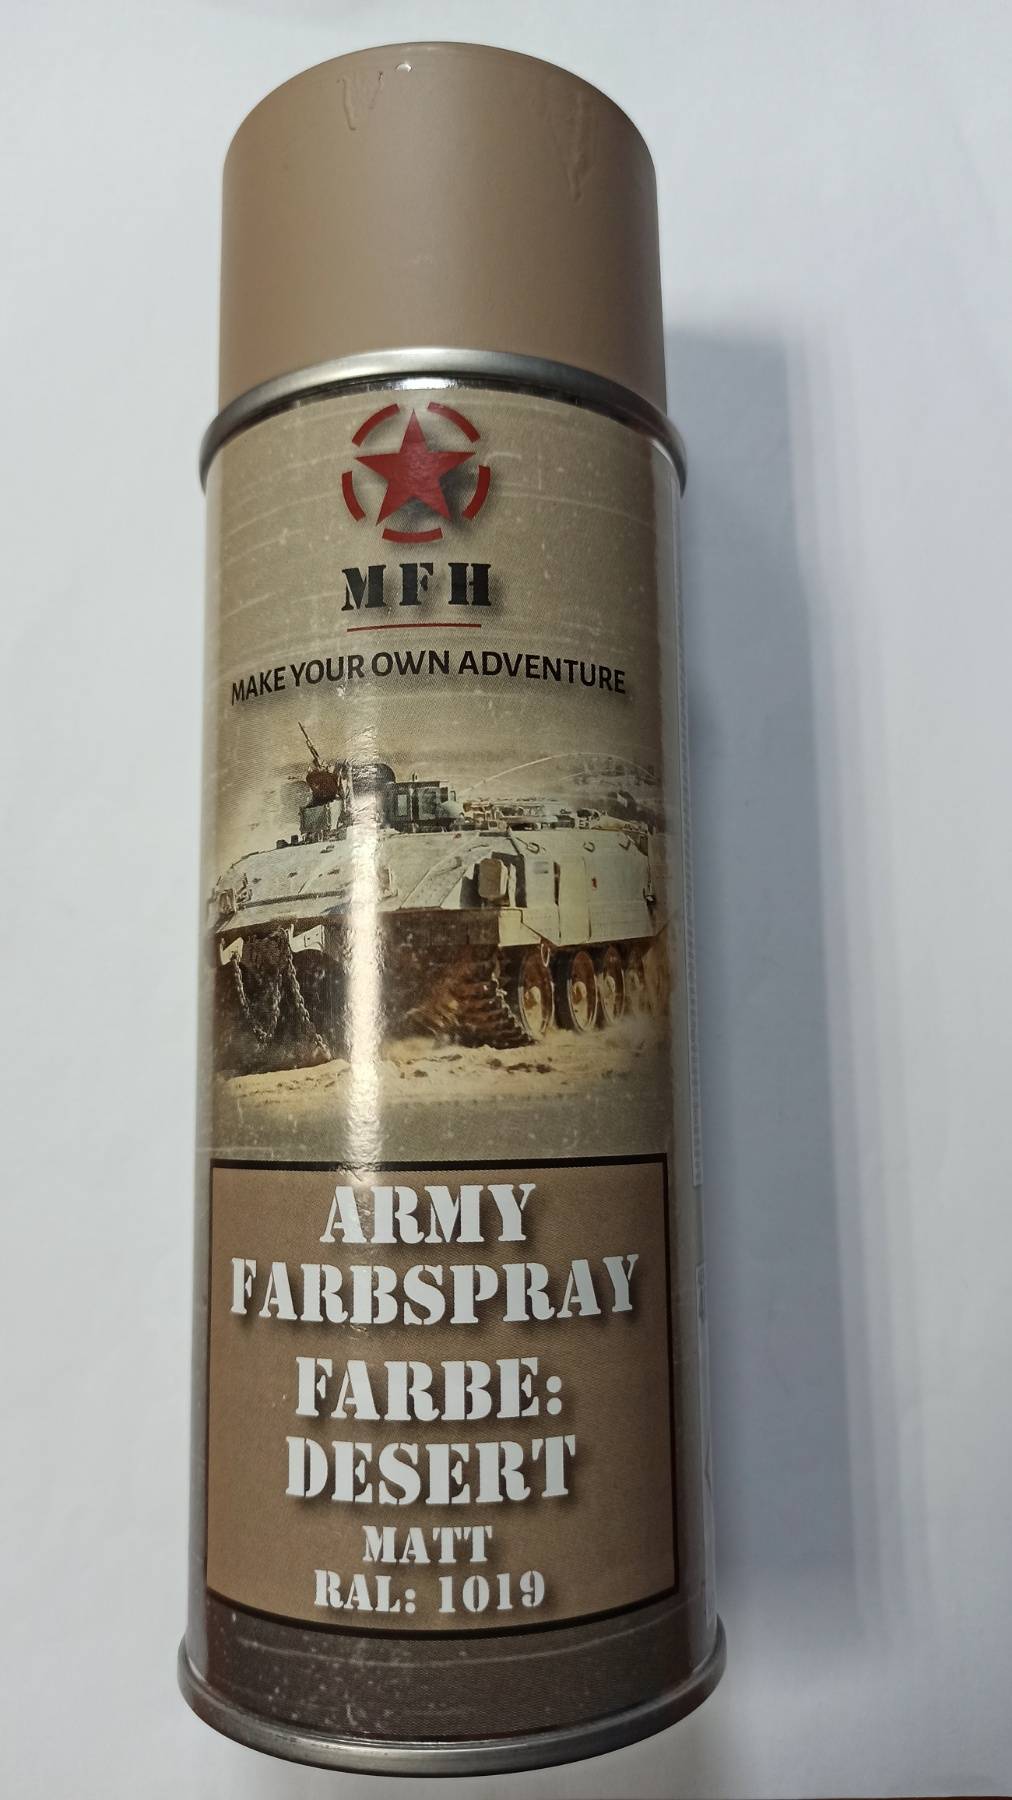 MFH
MAKE YOUR OWN ADVENTURE
ARMY
FARBSPRAY
FARBE:
DESERT
MATT
RAL: 1019